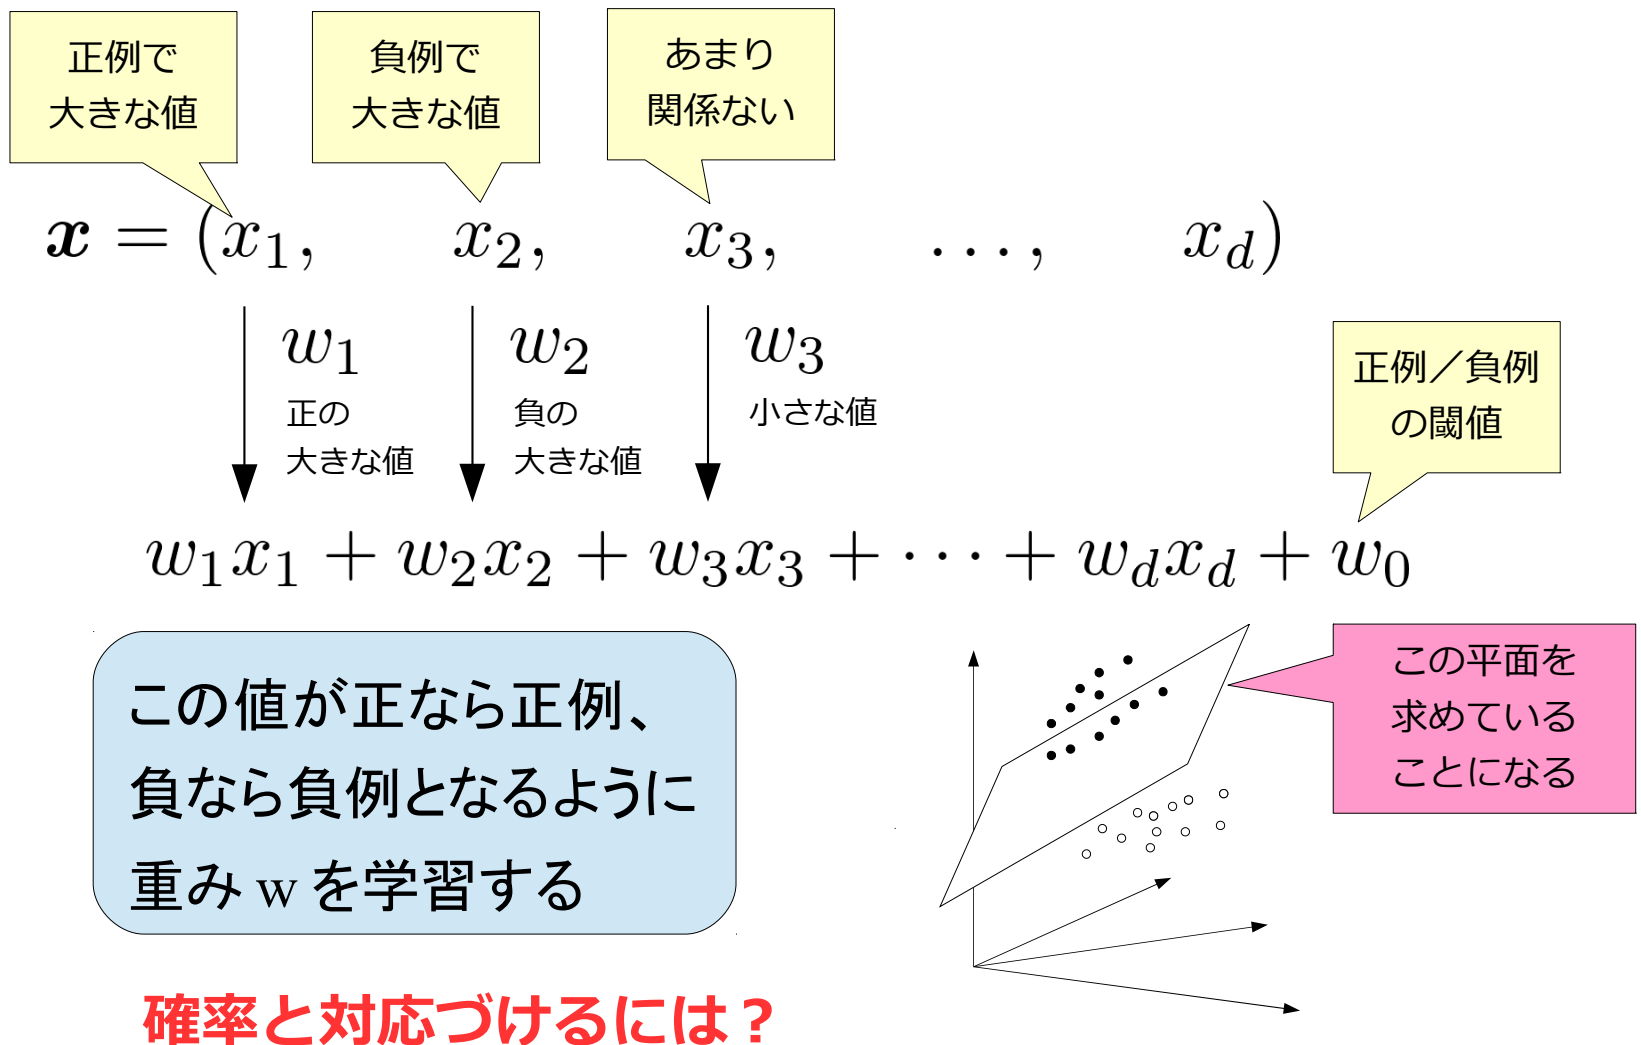 正例で
大きな値
負例で
大きな値
あまり
関係ない
x = (x₁, x₂, x₃, ..., x_d)
w₁
正の
大きな値
w₂
負の
大きな値
w₃
小さな値
正例／負例
の閾値
w₁x₁ + w₂x₂ + w₃x₃ + ⋯ + w_dx_d + w₀
この値が正なら正例、
負なら負例となるように
重み w を学習する
この平面を
求めている
ことになる
確率と対応づけるには？